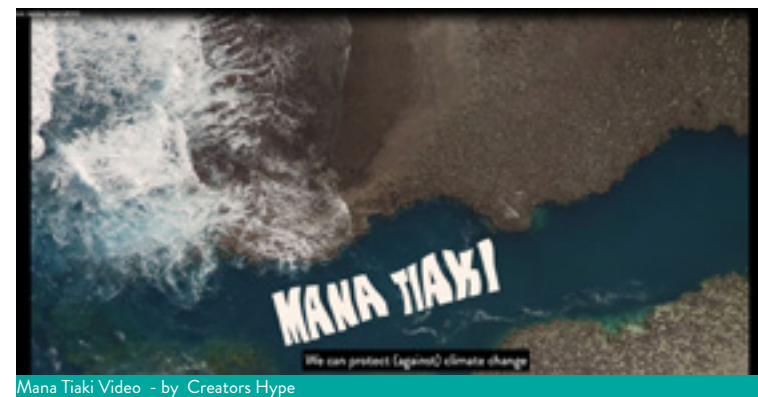 MANA TIAKI
We can protect (against) climate change
Mana Tiaki Video - by Creators Hype